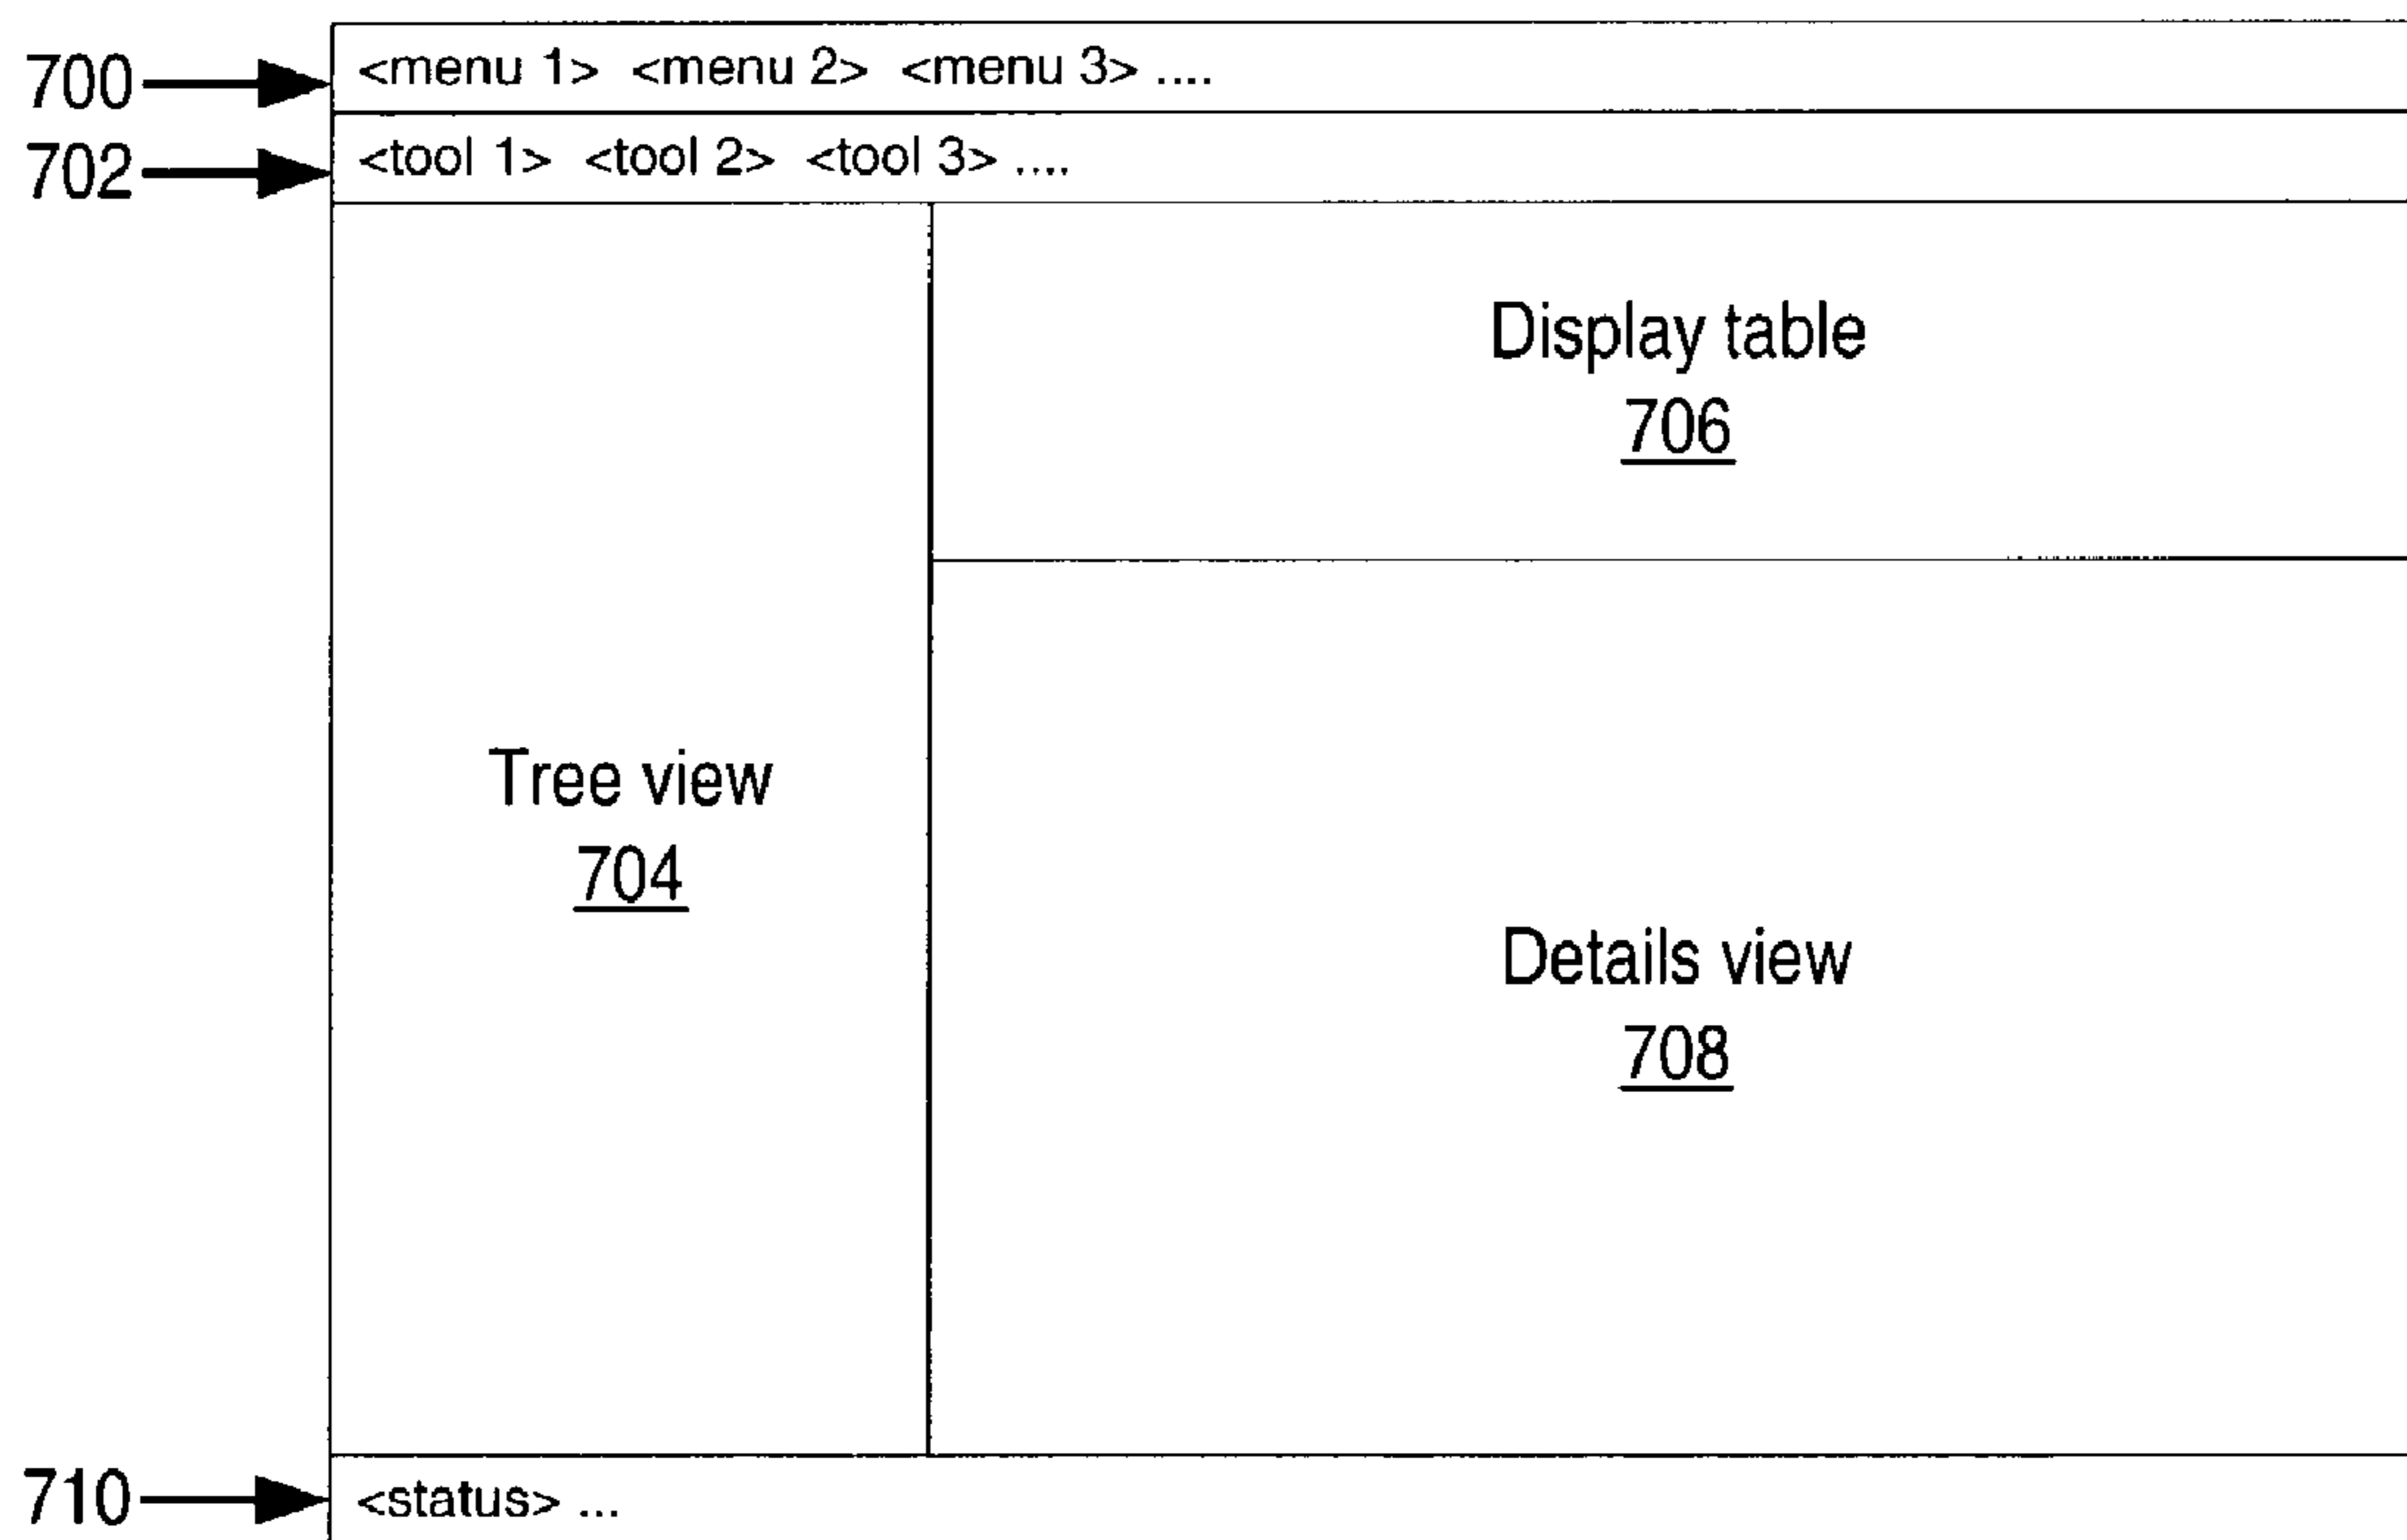 700 <menu 1> <menu 2> <menu 3> ....
702 <tool 1> <tool 2> <tool 3> ....
Display table
706
Tree view
704
Details view
708
710 <status> ...